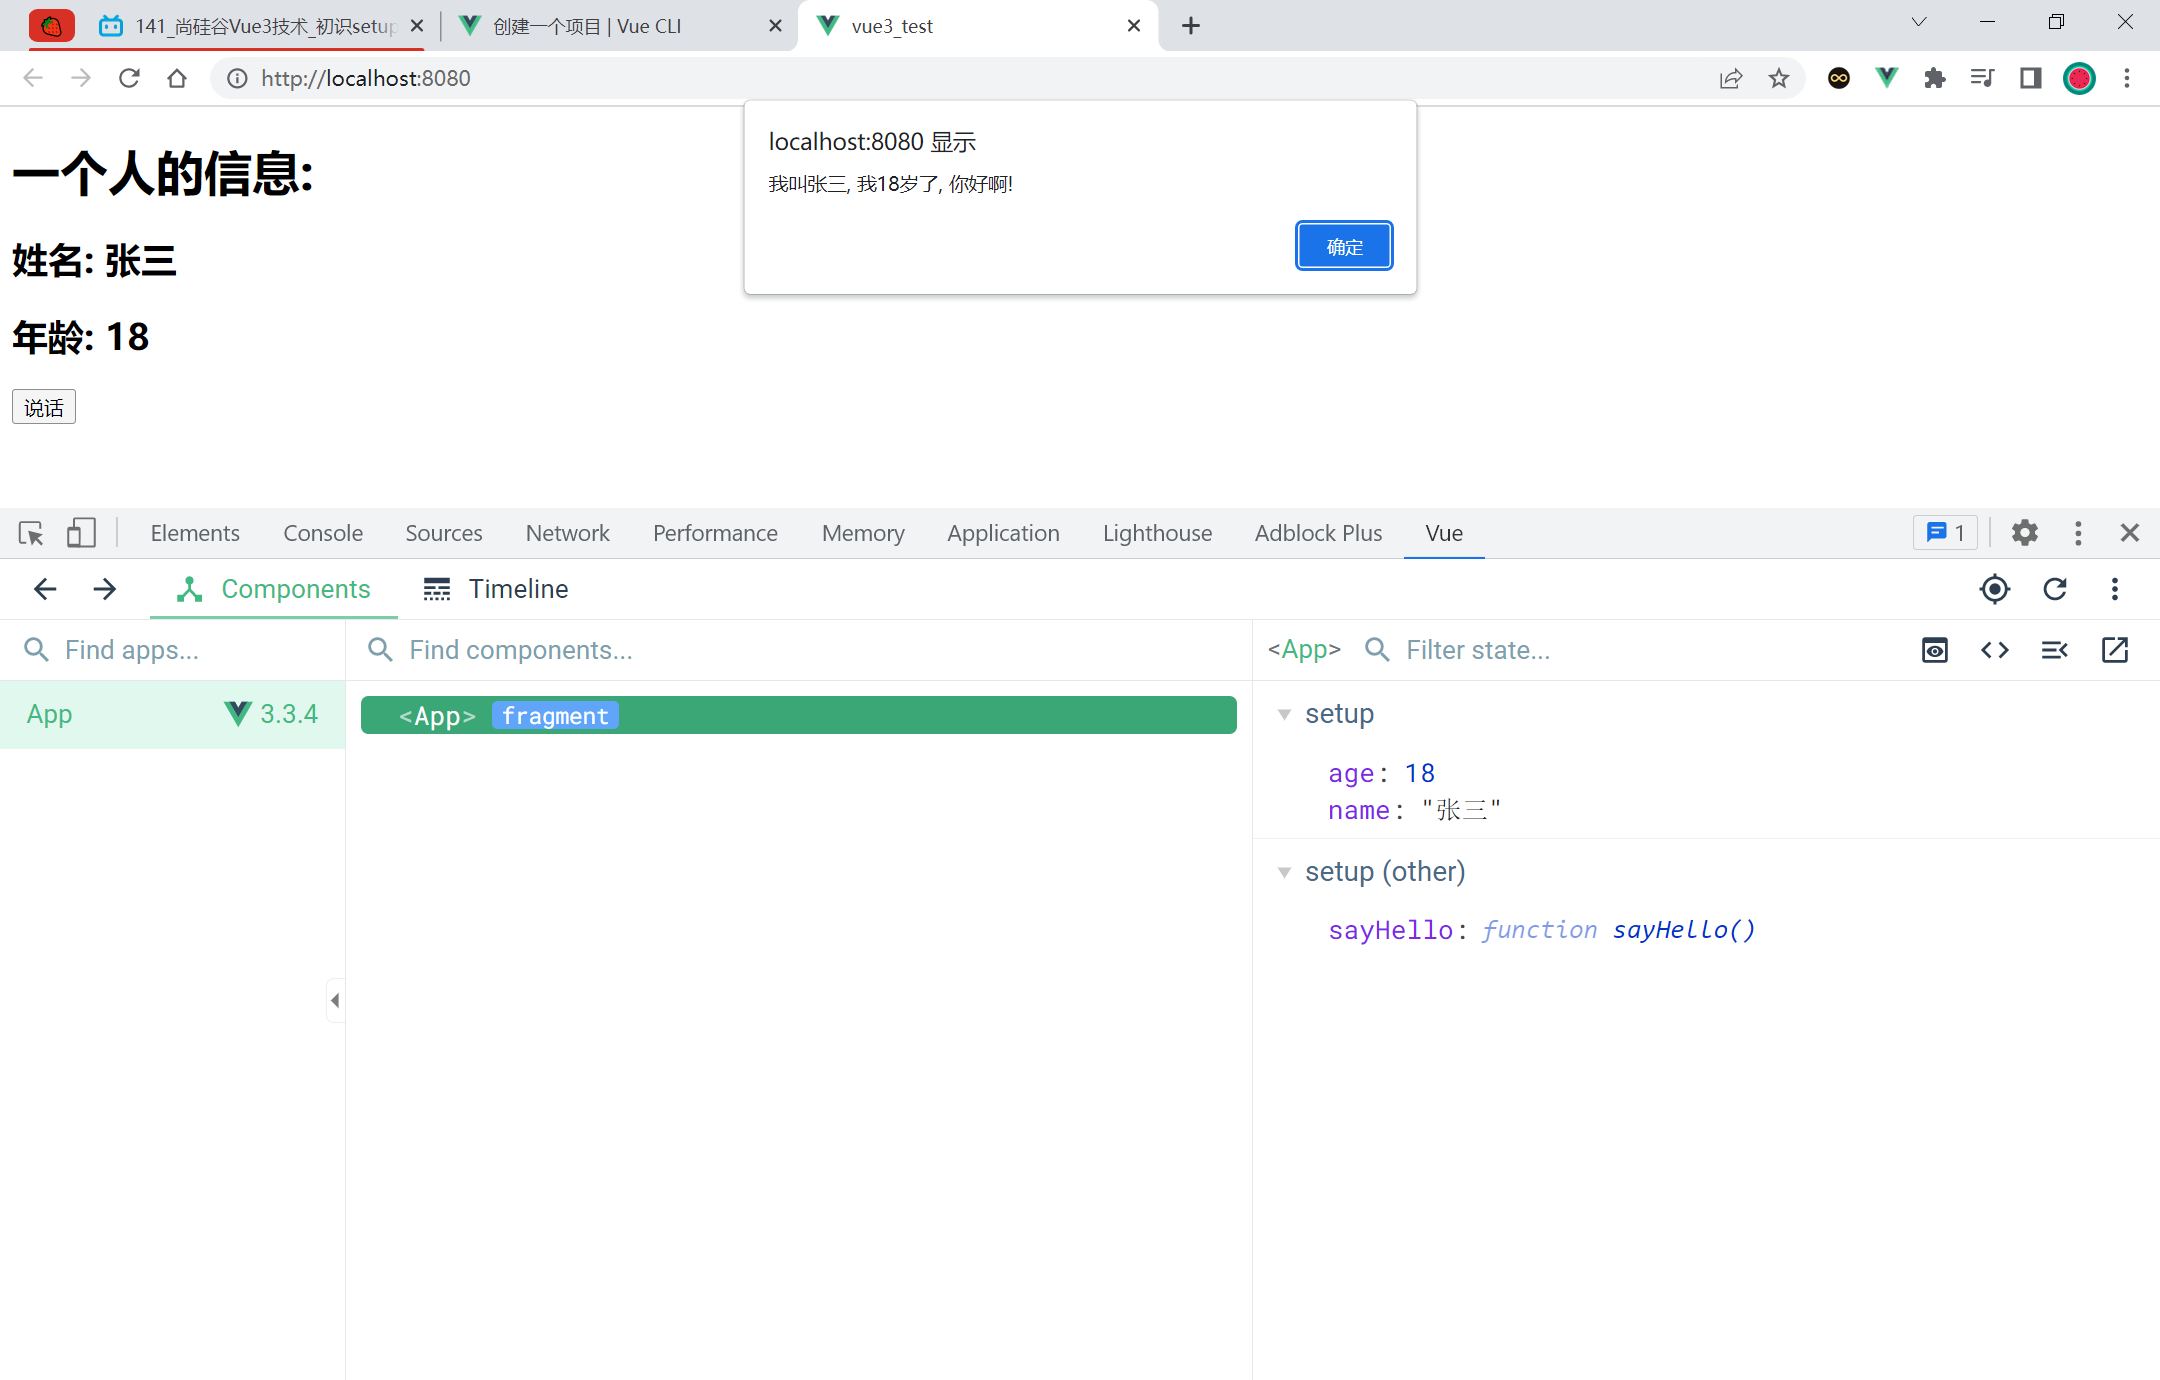 141_尚硅谷Vue3技术_初识setup
创建一个项目 | Vue CLI
vue3_test
http://localhost:8080
localhost:8080 显示
我叫张三, 我18岁了, 你好啊!
确定
一个人的信息:
姓名: 张三
年龄: 18
说话
Elements Console Sources Network Performance Memory Application Lighthouse Adblock Plus Vue 1
Components Timeline
Find apps... Find components... <App> Filter state...
App 3.3.4
<App> fragment
setup
age: 18
name: "张三"
setup (other)
sayHello: function sayHello()